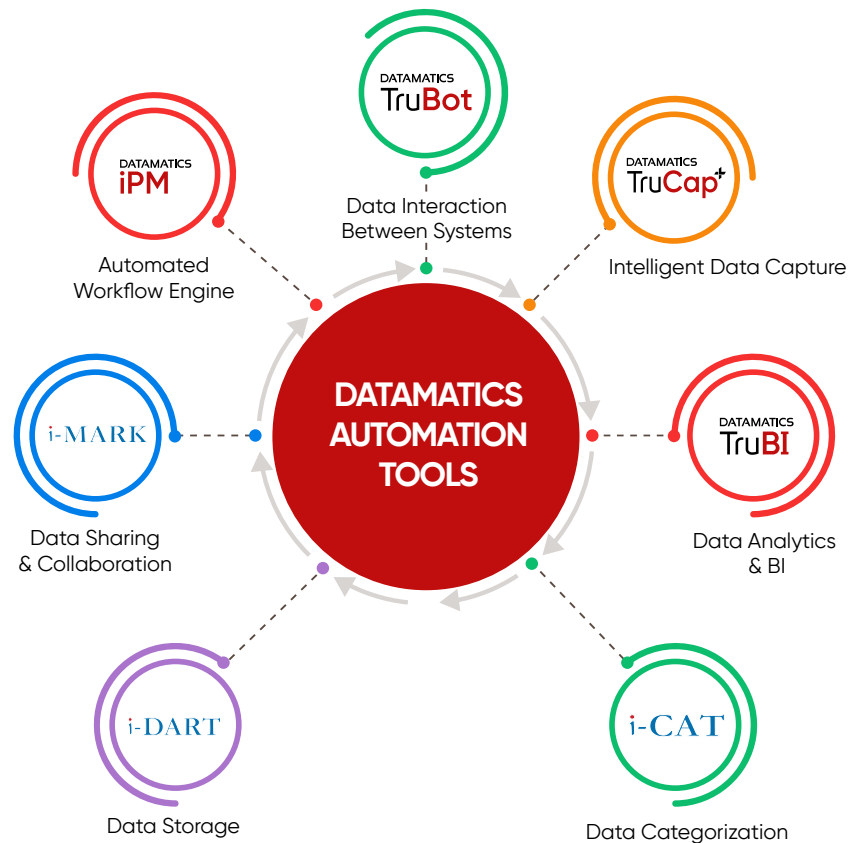 DATAMATICS
TruBot
Data Interaction
Between Systems
DATAMATICS
TruCap+
Intelligent Data Capture
DATAMATICS
TruBI
Data Analytics
& BI
i-CAT
Data Categorization
i-DART
Data Storage
i-MARK
Data Sharing
& Collaboration
DATAMATICS
iPM
Automated
Workflow Engine
DATAMATICS
AUTOMATION
TOOLS